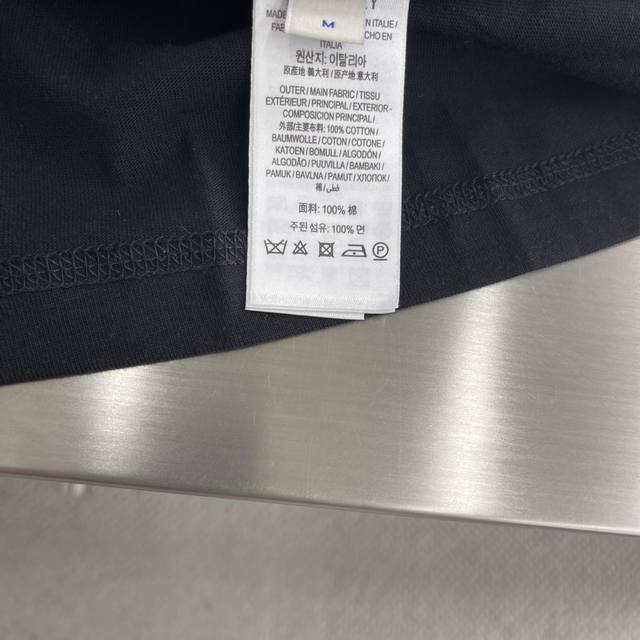 M
Y
MADE
N ITALIE/
FAB
CHO EN
ITALIA
원산지: 이탈리아
原產地 義大利 / 原产地 意大利
OUTER / MAIN FABRIC / TISSU
EXTÉRIEUR / PRINCIPAL / EXTERIOR -
COMPOSICION PRINCIPAL /
外部/主要布料: 100% COTTON /
BAUMWOLLE / COTON / COTONE /
KATOEN / BOMULL / ALGODÓN /
ALGODÃO / PUUVILLA / BAMBAKI /
PAMUK / BAVLNA / PAMUT / ХЛОПОК /
棉 / قطن /
面料: 100% 棉
주된 섬유: 100% 면
P